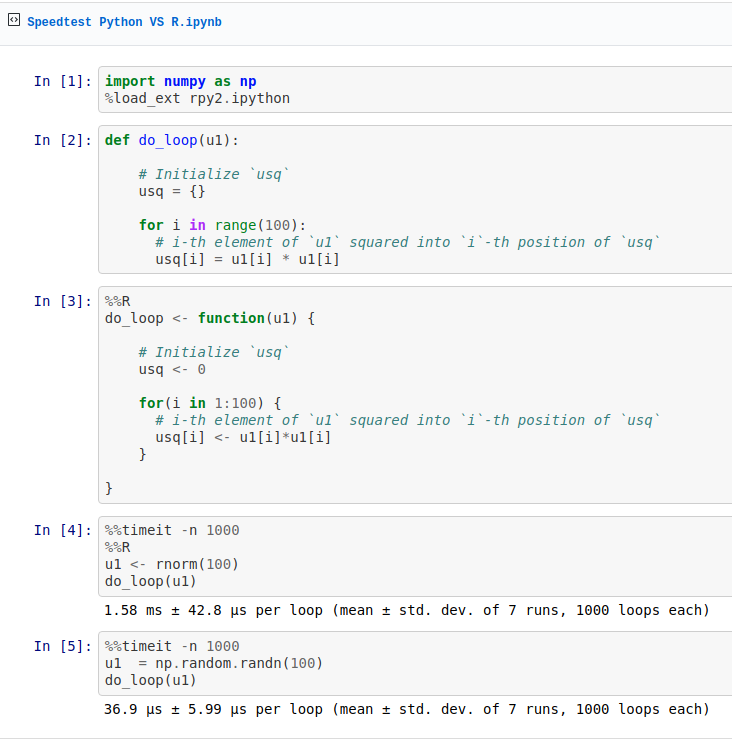 Speedtest Python VS R.ipynb
In [1]: import numpy as np
%load_ext rpy2.ipython
In [2]: def do_loop(u1):
# Initialize `usq`
usq = {}
for i in range(100):
# i-th element of `u1` squared into `i`-th position of `usq`
usq[i] = u1[i] * u1[i]
In [3]: %%R
do_loop <- function(u1) {
# Initialize `usq`
usq <- 0
for(i in 1:100) {
# i-th element of `u1` squared into `i`-th position of `usq`
usq[i] <- u1[i]*u1[i]
}
}
In [4]: %%timeit -n 1000
%%R
u1 <- rnorm(100)
do_loop(u1)
1.58 ms ± 42.8 µs per loop (mean ± std. dev. of 7 runs, 1000 loops each)
In [5]: %%timeit -n 1000
u1  = np.random.randn(100)
do_loop(u1)
36.9 µs ± 5.99 µs per loop (mean ± std. dev. of 7 runs, 1000 loops each)